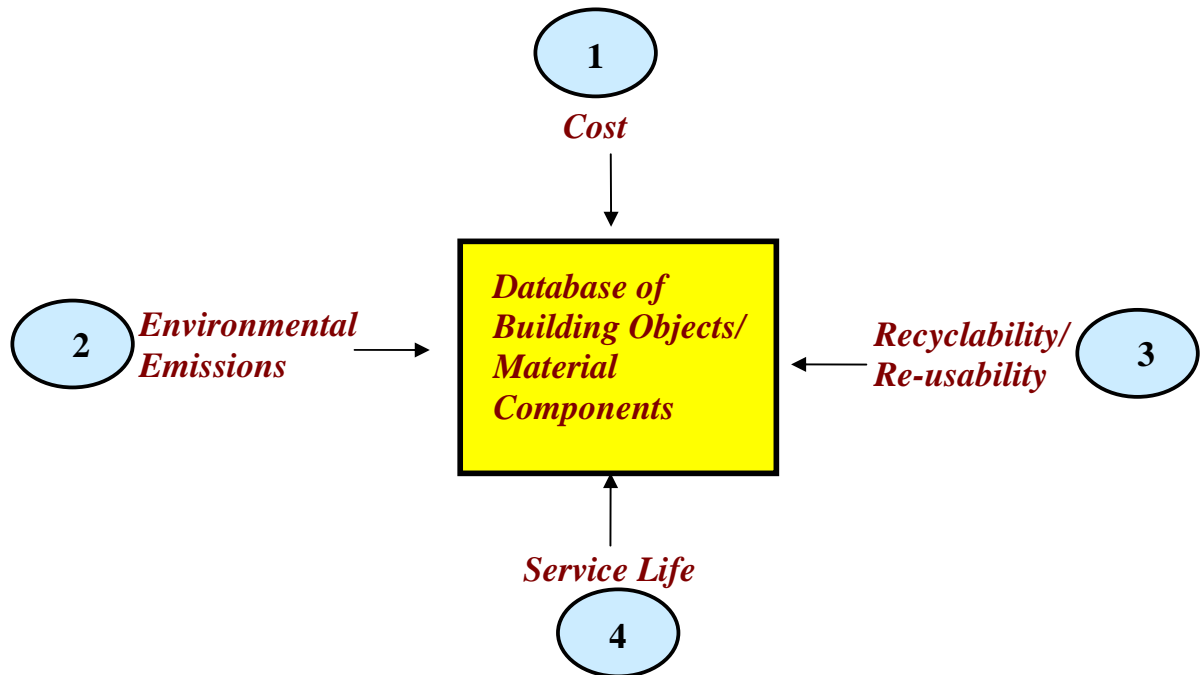 1
Cost
Database of
Building Objects/
Material
Components
2
Environmental
Emissions
Recyclability/
Re-usability
3
Service Life
4